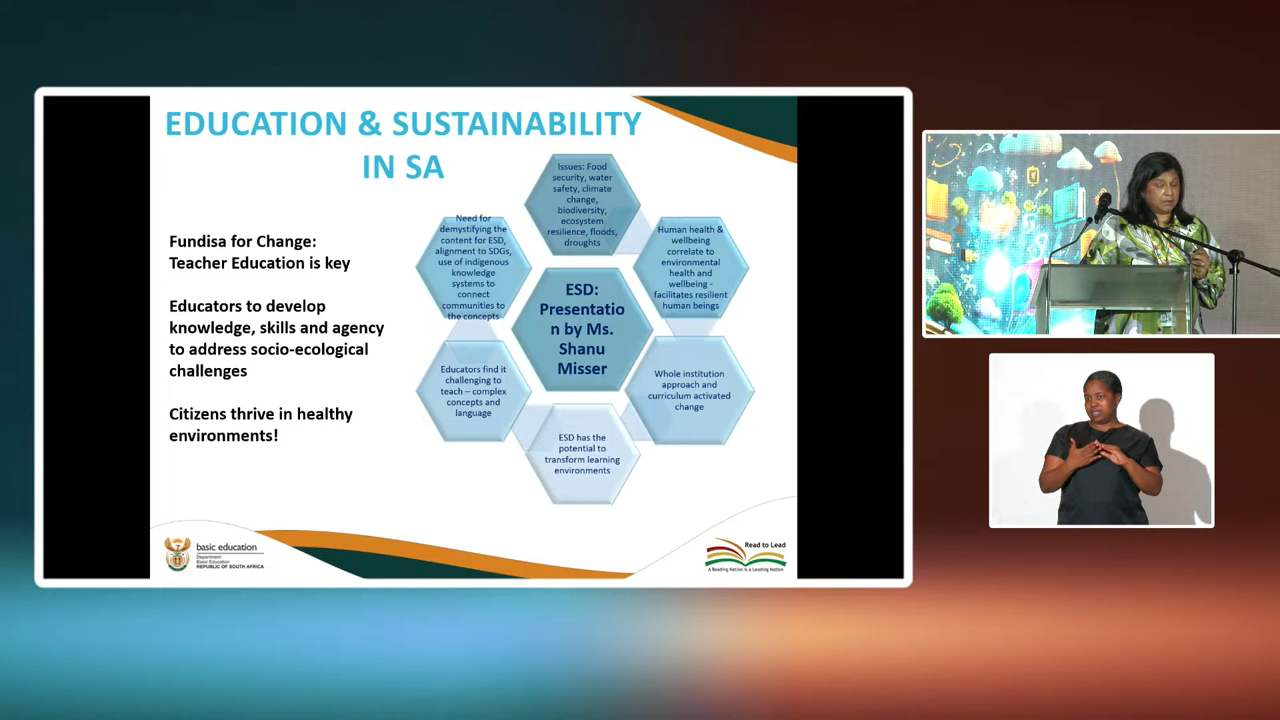 EDUCATION & SUSTAINABILITY
IN SA
Fundisa for Change:
Teacher Education is key
Educators to develop
knowledge, skills and agency
to address socio-ecological
challenges
Citizens thrive in healthy
environments!
Issues: Food
security, water
safety, climate
change,
biodiversity,
ecosystem
resilience, floods,
droughts
Human health &
wellbeing
correlate to
environmental
health and
wellbeing -
facilitates resilient
human beings
Whole institution
approach and
curriculum activated
change
ESD has the
potential to
transform learning
environments
Educators find it
challenging to
teach – complex
concepts and
language
Need for
demystifying the
content for ESD,
alignment to SDGs,
use of indigenous
knowledge
systems to
connect
communities to
the concepts
ESD:
Presentatio
n by Ms.
Shanu
Misser
basic education
Department:
Basic Education
REPUBLIC OF SOUTH AFRICA
Read to Lead
A Reading Nation is a Leading Nation